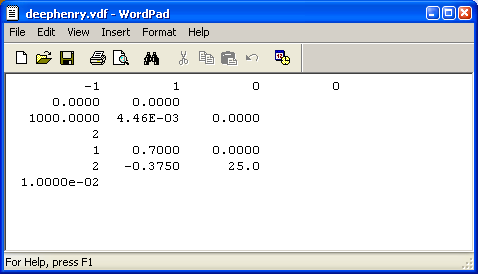 deephenry.vdf - WordPad
File Edit View Insert Format Help
-1 1 0 0
0.0000 0.0000
1000.0000 4.46E-03 0.0000
2
1 0.7000 0.0000
2 -0.3750 25.0
1.0000e-02
For Help, press F1